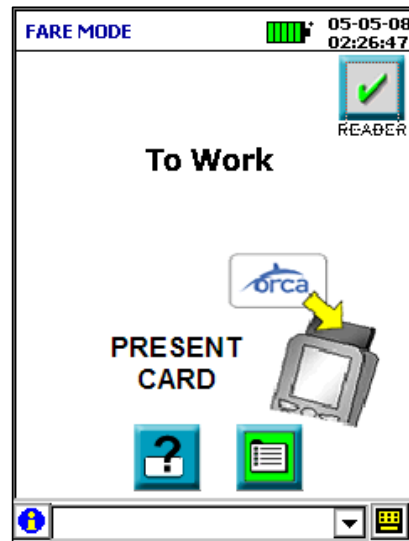 FARE MODE
05-05-08
02:26:47
READER
To Work
orca
PRESENT
CARD
?
i